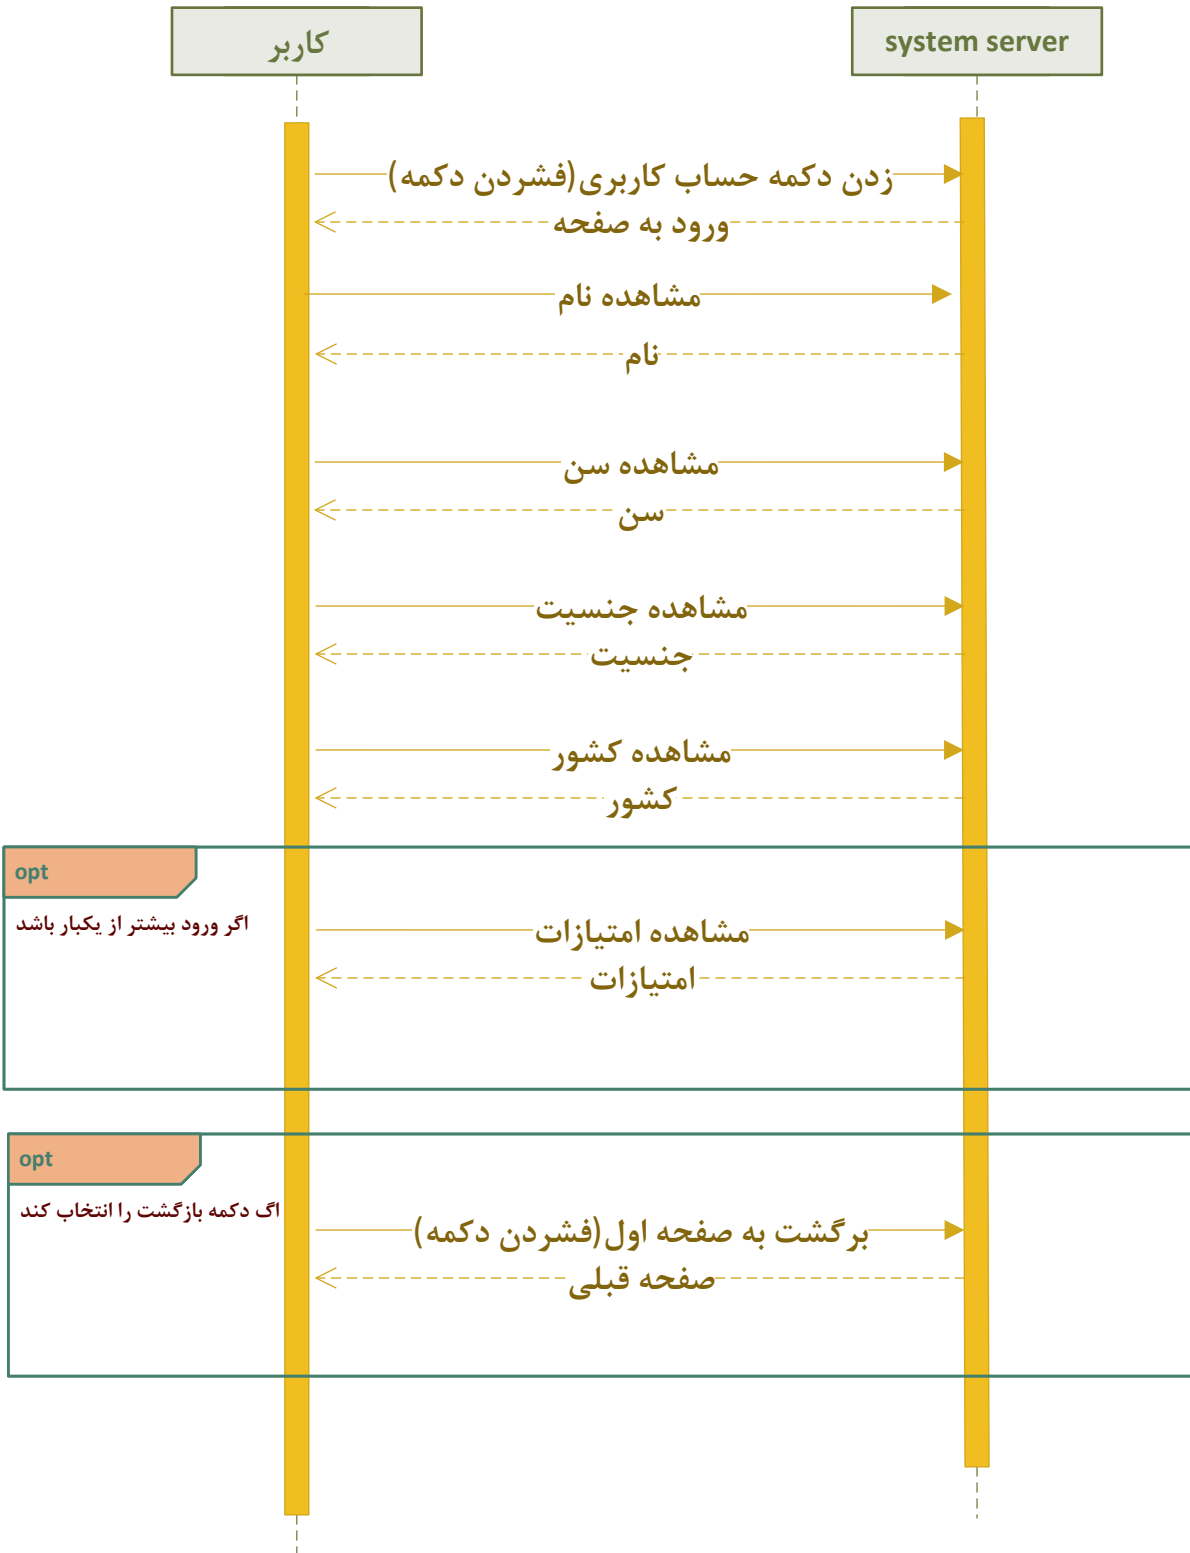 کاربر
system server
زدن دکمه حساب کاربری(فشردن دکمه)
ورود به صفحه
مشاهده نام
نام
مشاهده سن
سن
مشاهده جنسیت
جنسیت
مشاهده کشور
کشور
opt
اگر ورود بیشتر از یکبار باشد
مشاهده امتیازات
امتیازات
opt
اگ دکمه بازگشت را انتخاب کند
برگشت به صفحه اول(فشردن دکمه)
صفحه قبلی